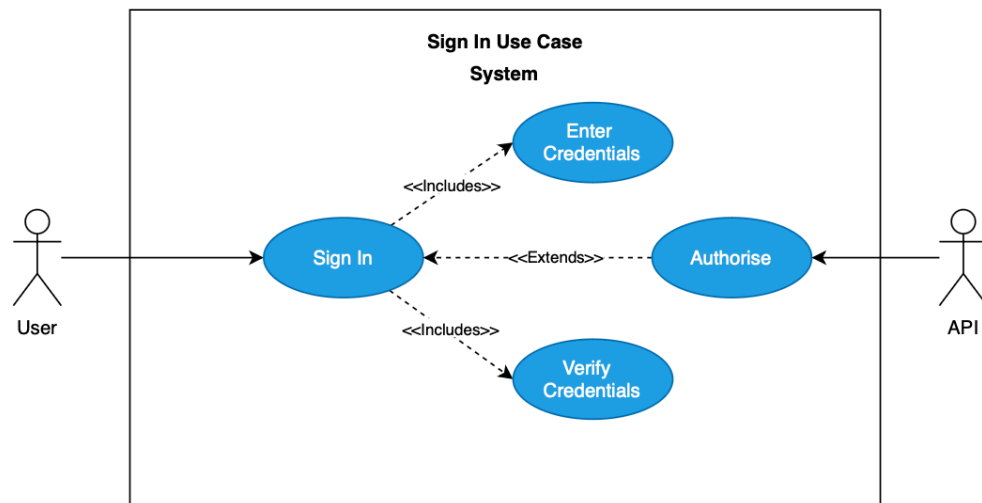 Sign In Use Case
System
Enter
Credentials
<<Includes>>
Sign In
<<Extends>>
Authorise
User
API
<<Includes>>
Verify
Credentials